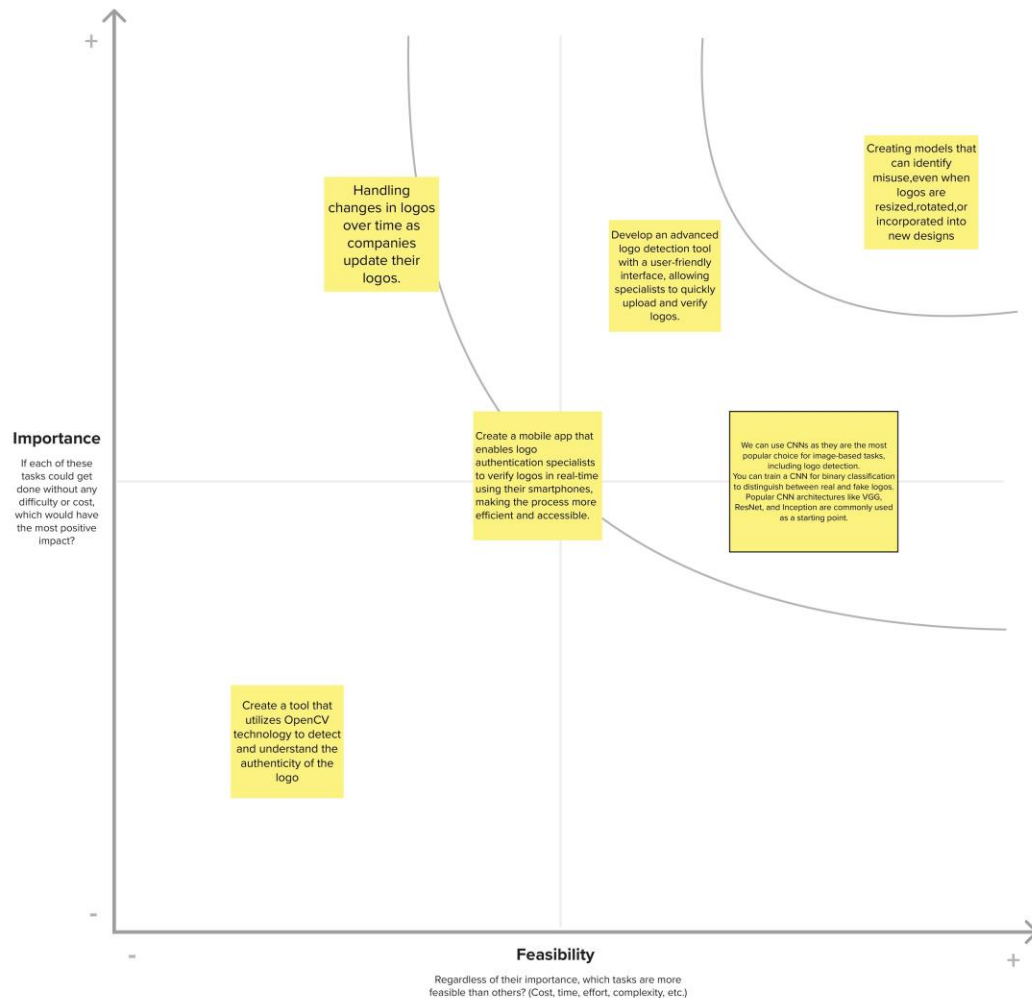 +
Creating models that
can identify
misuse,even when
logos are
resized,rotated,or
incorporated into
new designs
Handling
changes in logos
over time as
companies
update their
logos.
Develop an advanced
logo detection tool
with a user-friendly
interface, allowing
specialists to quickly
upload and verify
logos.
Importance
If each of these
tasks could get
done without any
difficulty or cost,
which would have
the most positive
impact?
Create a mobile app that
enables logo
authentication specialists
to verify logos in real-time
using their smartphones,
making the process more
efficient and accessible.
We can use CNNs as they are the most
popular choice for image-based tasks,
including logo detection.
You can train a CNN for binary classification
to distinguish between real and fake logos.
Popular CNN architectures like VGG,
ResNet, and Inception are commonly used
as a starting point.
Create a tool that
utilizes OpenCV
technology to detect
and understand the
authenticity of the
logo
-
-
Feasibility
+
Regardless of their importance, which tasks are more
feasible than others? (Cost, time, effort, complexity, etc.)